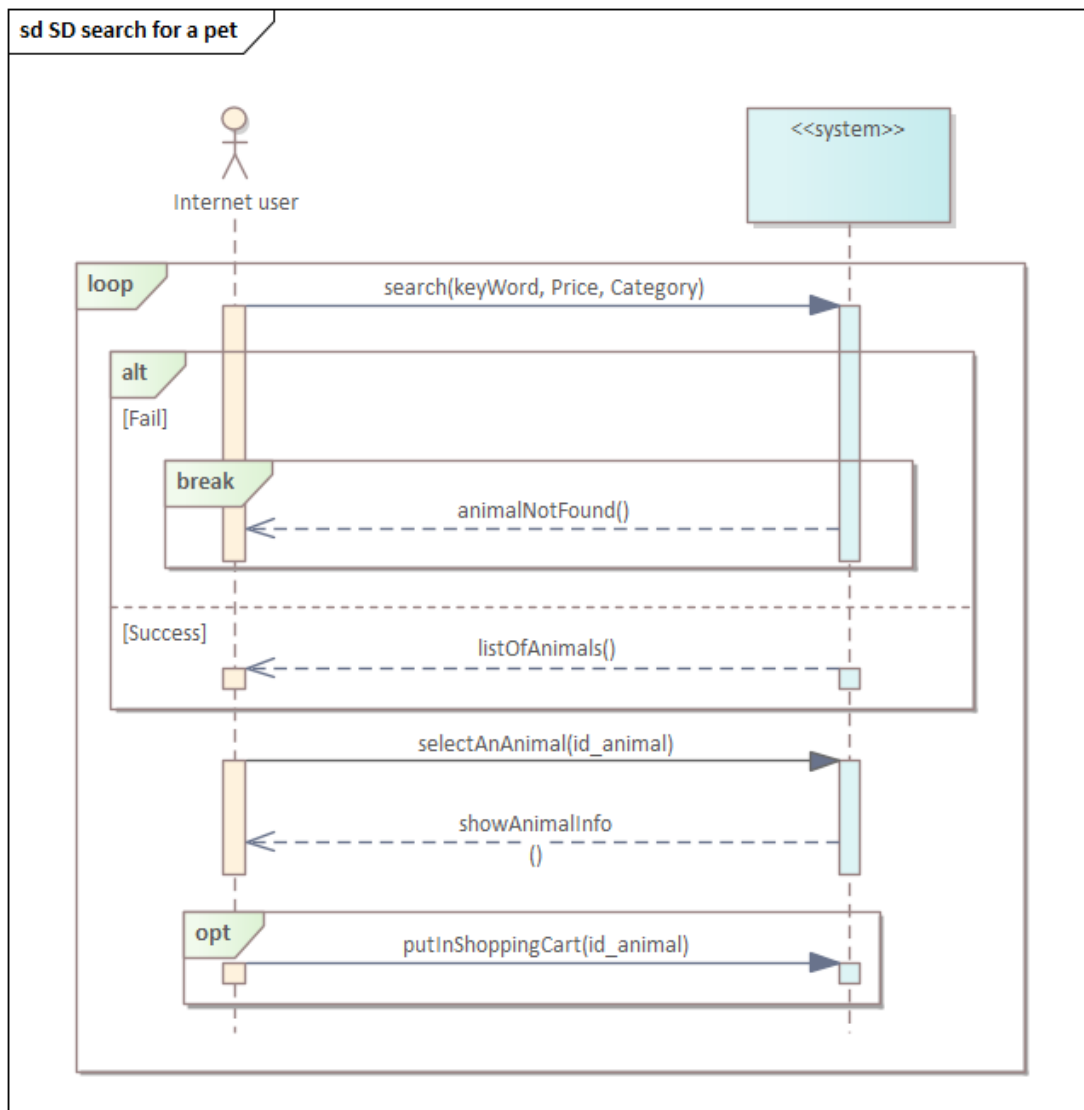 sd SD search for a pet
<<system>>
Internet user
loop
search(keyWord, Price, Category)
alt
[Fail]
break
animalNotFound()
[Success]
listOfAnimals()
selectAnAnimal(id_animal)
showAnimalInfo
()
opt
putInShoppingCart(id_animal)